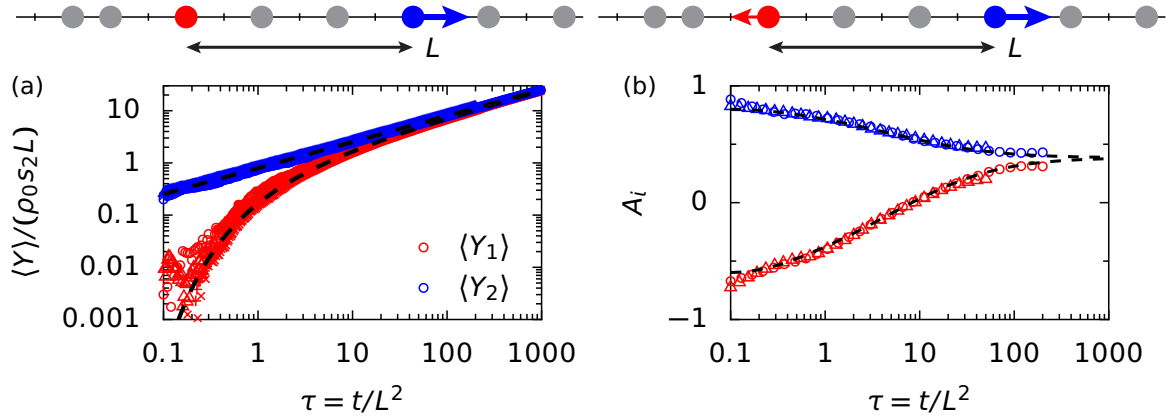 L
L
(a)
⟨Y⟩/(ρ₀s₂L)
10
1
0.1
0.01
0.001
⟨Y₁⟩
⟨Y₂⟩
0.1
1
10
100
1000
τ = t/L²
(b)
Aᵢ
1
0
−1
0.1
1
10
100
1000
τ = t/L²